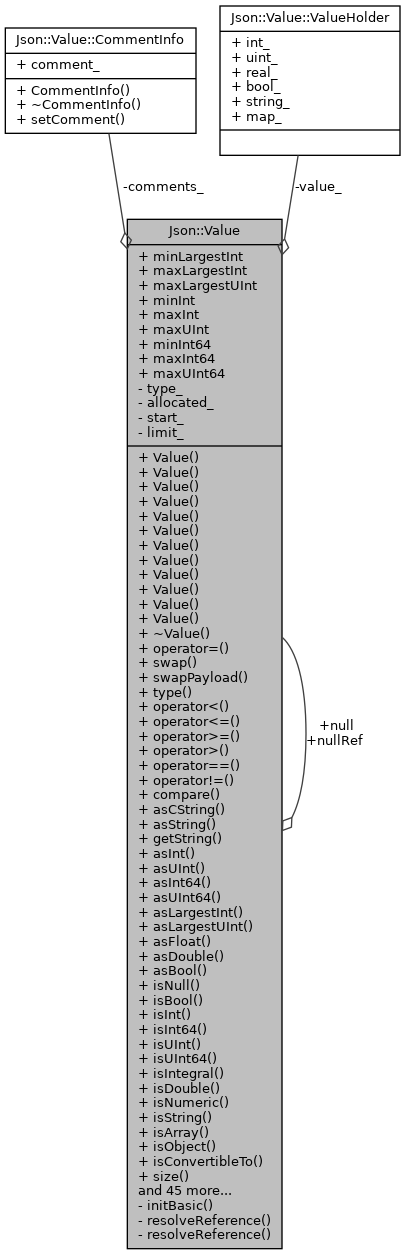 Json::Value::CommentInfo
+ comment_
+ CommentInfo()
+ ~CommentInfo()
+ setComment()
Json::Value::ValueHolder
+ int_
+ uint_
+ real_
+ bool_
+ string_
+ map_
-comments_
-value_
Json::Value
+ minLargestInt
+ maxLargestInt
+ maxLargestUInt
+ minInt
+ maxInt
+ maxUInt
+ minInt64
+ maxInt64
+ maxUInt64
- type_
- allocated_
- start_
- limit_
+ Value()
+ Value()
+ Value()
+ Value()
+ Value()
+ Value()
+ Value()
+ Value()
+ Value()
+ Value()
+ Value()
+ Value()
+ ~Value()
+ operator=()
+ swap()
+ swapPayload()
+ type()
+ operator<()
+ operator<=()
+ operator>=()
+ operator>()
+ operator==()
+ operator!=()
+ compare()
+ asCString()
+ asString()
+ getString()
+ asInt()
+ asUInt()
+ asInt64()
+ asUInt64()
+ asLargestInt()
+ asLargestUInt()
+ asFloat()
+ asDouble()
+ asBool()
+ isNull()
+ isBool()
+ isInt()
+ isInt64()
+ isUInt()
+ isUInt64()
+ isIntegral()
+ isDouble()
+ isNumeric()
+ isString()
+ isArray()
+ isObject()
+ isConvertibleTo()
+ size()
and 45 more...
- initBasic()
- resolveReference()
- resolveReference()
+null
+nullRef